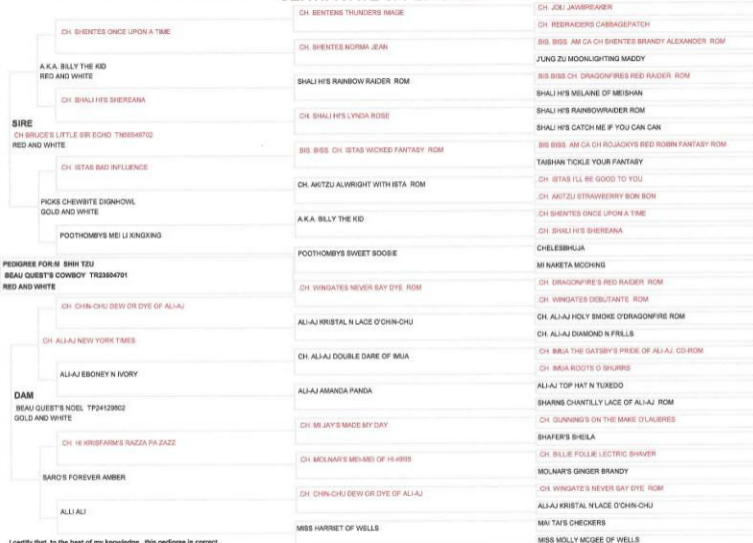 CH. SHENTES ONCE UPON A TIME
A.K.A. BILLY THE KID
RED AND WHITE
CH. SHALI HI'S SHEREANA
SIRE
CH BRUCE'S LITTLE SIR ECHO TN56549702
RED AND WHITE
CH. ISTAS BAD INFLUENCE
PICKS CHEWBITE DIGNHOWL
GOLD AND WHITE
POOTHOMBYS MEI LI XINGXING
PEDIGREE FOR:M SHIH TZU
BEAU QUEST'S COWBOY TR23504701
RED AND WHITE
CH. CHIN-CHU DEW OR DYE OF ALI-AJ
CH. ALI-AJ NEW YORK TIMES
ALI-AJ EBONEY N IVORY
DAM
BEAU QUEST'S NOEL TP24129802
GOLD AND WHITE
CH. HI KRISFARM'S RAZZA PA ZAZZ
SARO'S FOREVER AMBER
ALLI ALI
I certify that, to the best of my knowledge, this pedigree is correct
CH. BENTENS THUNDERS IMAGE
CH. SHENTES NORMA JEAN
SHALI HI'S RAINBOW RAIDER ROM
CH. SHALI HI'S LYNDA ROSE
BIS. BISS. CH. ISTAS WICKED FANTASY ROM
CH. AKITZU ALWRIGHT WITH ISTA ROM
A.K.A. BILLY THE KID
POOTHOMBYS SWEET SOOSIE
CH. WINGATES NEVER SAY DYE ROM
ALI-AJ KRISTAL N LACE O'CHIN-CHU
CH. ALI-AJ DOUBLE DARE OF IMUA
ALI-AJ AMANDA PANDA
CH. MI JAY'S MADE MY DAY
CH. MOLNAR'S MEI-MEI OF HI-KRIS
CH. CHIN-CHU DEW OR DYE OF ALI-AJ
MISS HARRIET OF WELLS
CH. JOLI JAWBREAKER
CH. REDRAIDERS CABBAGEPATCH
BIS. BISS. AM CA CH SHENTES BRANDY ALEXANDER ROM
JUNG ZU MOONLIGHTING MADDY
BIS BISS CH. DRAGONFIRES RED RAIDER ROM
SHALI HI'S MELAINE OF MEISHAN
SHALI HI'S RAINBOWRAIDER ROM
SHALI HI'S CATCH ME IF YOU CAN CAN
BIS BISS. AM CA CH ROJACKYS RED ROBIN FANTASY ROM
TAISHAN TICKLE YOUR FANTASY
CH. ISTAS I'LL BE GOOD TO YOU
CH. AKITZU STRAWBERRY BON BON
CH SHENTES ONCE UPON A TIME
CH. SHALI HI'S SHEREANA
CHELESBHUJA
MI NAKETA MCCHING
CH. DRAGONFIRE'S RED RAIDER ROM
CH. WINGATES DEBUTANTE ROM
CH. ALI-AJ HOLY SMOKE O'DRAGONFIRE ROM
CH. ALI-AJ DIAMOND N FRILLS
CH. IMUA THE GATSBY'S PRIDE OF ALI-AJ. CD-ROM
CH. IMUA ROOTS O SHURRS
ALI-AJ TOP HAT N TUXEDO
SHARNS CHANTILLY LACE OF ALI-AJ ROM
CH. GUNNING'S ON THE MAKE O'LAUBRES
SHAFER'S SHEILA
CH. BILLIE FOLLIE LECTRIC SHAVER
MOLNAR'S GINGER BRANDY
CH. WINGATE'S NEVER SAY DYE ROM
ALI-AJ KRISTAL N'LACE O'CHIN-CHU
MAI TAI'S CHECKERS
MISS MOLLY MCGEE OF WELLS